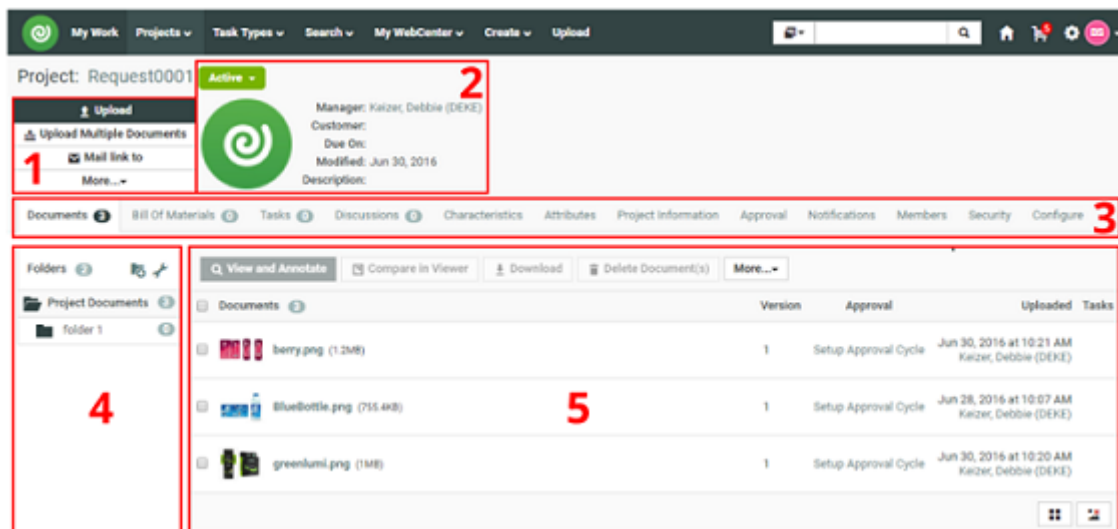 My Work Projects Task Types Search My WebCenter Create Upload
Project: Request0001 Active 2
Upload
Upload Multiple Documents
Mail link to
More...
1
Manager: Keizer, Debbie (DEKE)
Customer:
Due On:
Modified: Jun 30, 2016
Description:
Documents 3 Bill Of Materials 0 Tasks 0 Discussions 0 Characteristics Attributes Project Information Approval Notifications Members Security Configure 3
Folders 2
Project Documents 3
folder 1 0
4
View and Annotate Compare in Viewer Download Delete Document(s) More...
Documents 3 Version Approval Uploaded Tasks
berry.png (1.2MB) 1 Setup Approval Cycle Jun 30, 2016 at 10:21 AM
Keizer, Debbie (DEKE)
BlueBottle.png (755.4KB) 1 Setup Approval Cycle Jun 28, 2016 at 10:07 AM
Keizer, Debbie (DEKE)
5
greenlumi.png (1MB) 1 Setup Approval Cycle Jun 30, 2016 at 10:20 AM
Keizer, Debbie (DEKE)